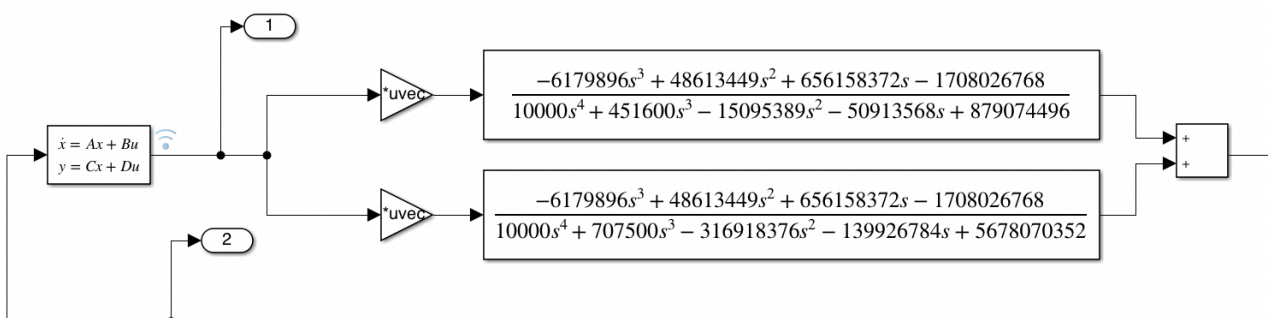 1
*uvec
−6179896s³ + 48613449s² + 656158372s − 1708026768
10000s⁴ + 451600s³ − 15095389s² − 50913568s + 879074496
ẋ = Ax + Bu
y = Cx + Du
+
+
*uvec
−6179896s³ + 48613449s² + 656158372s − 1708026768
10000s⁴ + 707500s³ − 316918376s² − 139926784s + 5678070352
2